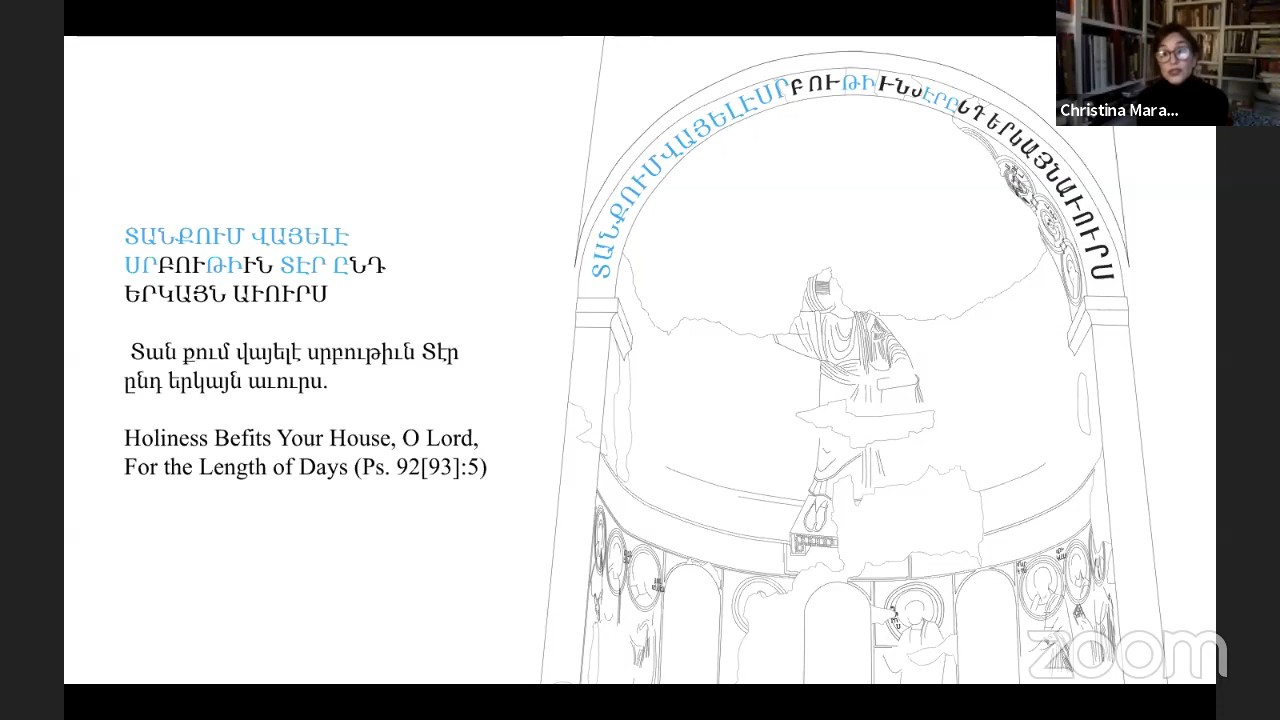 ՏԱՆՔՈՒՄՎԱՅԵԼԷՍՐԲՈՒԹԻՒՆՏԷՐԸՆԴԵՐԿԱՅՆԱՒՈՒՐՍ
Christina Mara...
ՏԱՆՔՈՒՄ ՎԱՅԵԼԷ
ՍՐԲՈՒԹԻՒՆ ՏԷՐ ԸՆԴ
ԵՐԿԱՅՆ ԱՒՈՒՐՍ
Տան քում վայելէ սրբութիւն Տէր
ընդ երկայն աւուրս.
Holiness Befits Your House, O Lord,
For the Length of Days (Ps. 92[93]:5)
zoom